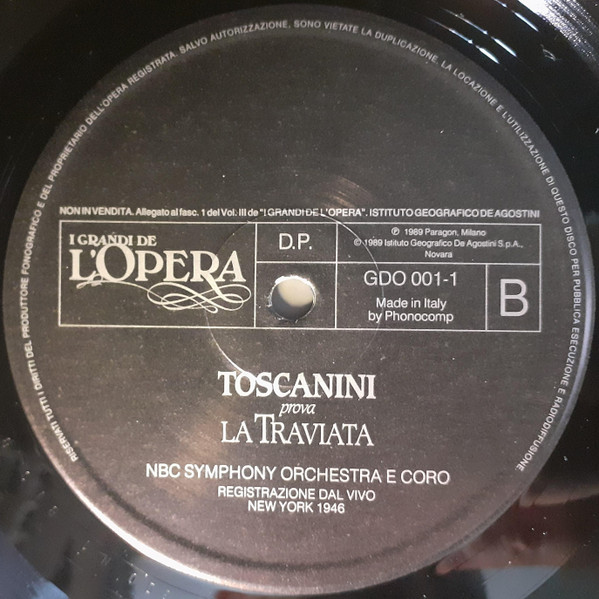 RISERVATI TUTTI I DIRITTI DEL PRODUTTORE FONOGRAFICO E DEL PROPRIETARIO DELL'OPERA REGISTRATA. SALVO AUTORIZZAZIONE, SONO VIETATE LA DUPLICAZIONE, LA LOCAZIONE E L'UTILIZZAZIONE DI QUESTO DISCO PER PUBBLICA ESECUZIONE E RADIODIFFUSIONE
NON IN VENDITA. Allegato al fasc. 1 del Vol. III de "I GRANDI DE L'OPERA". ISTITUTO GEOGRAFICO DE AGOSTINI
I GRANDI DE
L'OPERA
D.P.
℗ 1989 Paragon, Milano
© 1989 Istituto Geografico De Agostini S.p.A.,
Novara
GDO 001-1
Made in Italy
by Phonocomp
B
TOSCANINI
prova
LA TRAVIATA
NBC SYMPHONY ORCHESTRA E CORO
REGISTRAZIONE DAL VIVO
NEW YORK 1946